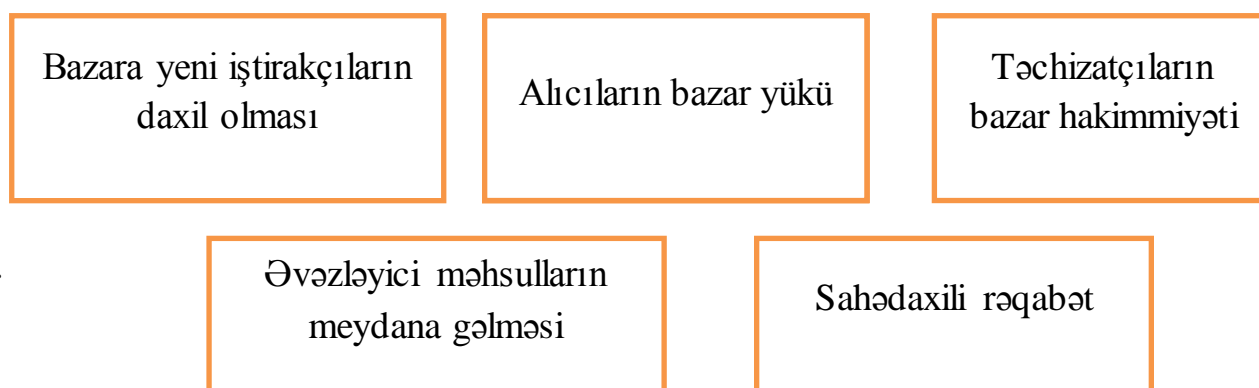 Bazara yeni iştirakçıların
daxil olması
Alıcıların bazar yükü
Təchizatçıların
bazar hakimmiyəti
Əvəzləyici məhsulların
meydana gəlməsi
Sahədaxili rəqabət